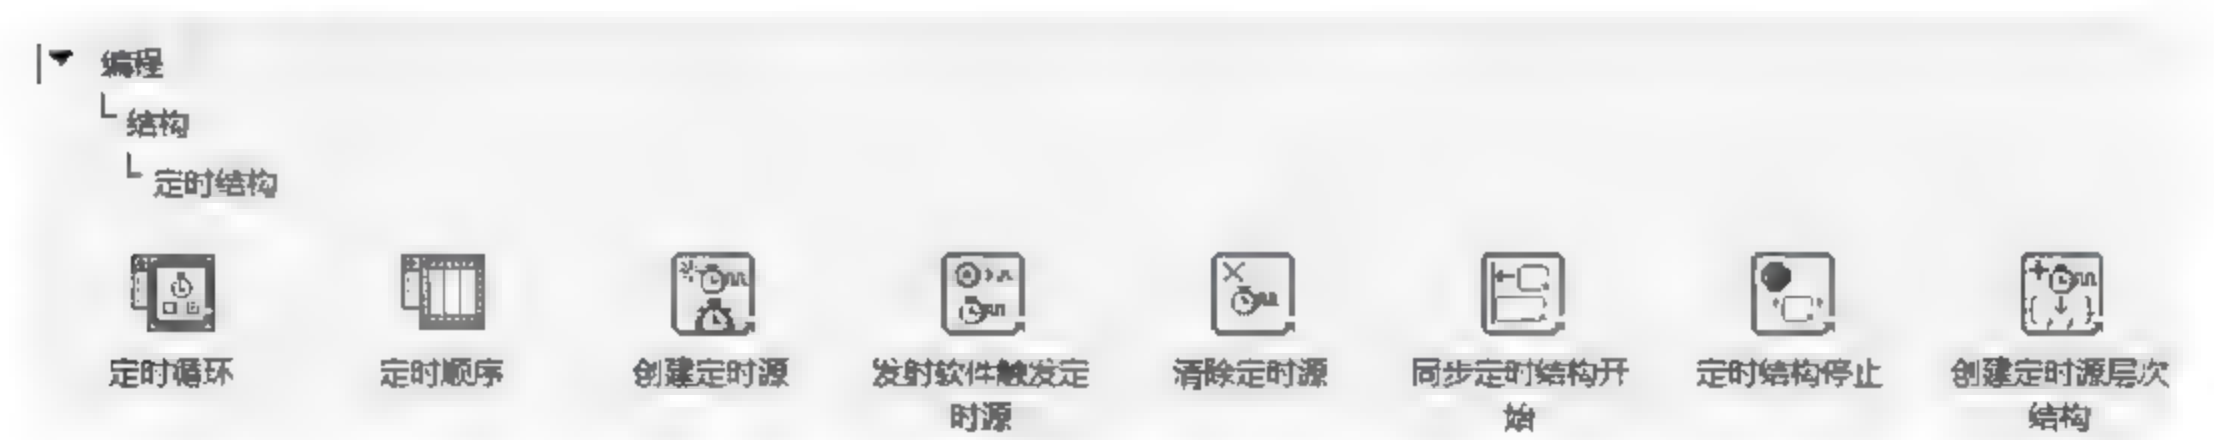 编程
结构
定时结构
定时循环 定时顺序 创建定时源 发射软件触发定 清除定时源 同步定时结构开 定时结构停止 创建定时源层次
时源 始 结构